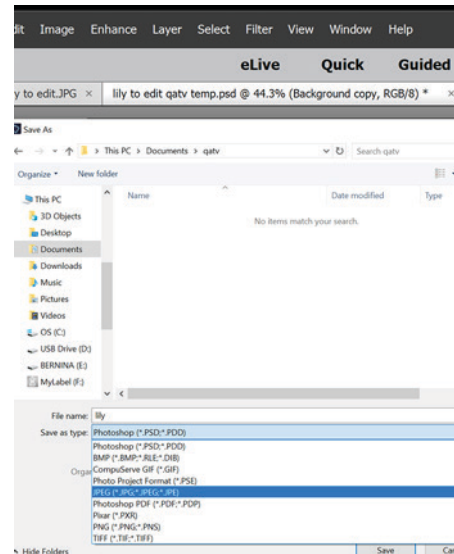 dit Image Enhance Layer Select Filter View Window Help
eLive Quick Guided
y to edit.JPG × lily to edit qatv temp.psd @ 44.3% (Background copy, RGB/8) * ×
Save As
This PC > Documents > qatv Search qatv
Organize New folder
Name Date modified Type
No items match your search.
This PC
3D Objects
Desktop
Documents
Downloads
Music
Pictures
Videos
OS (C:)
USB Drive (D:)
BERNINA (E:)
MyLabel (F:)
File name: lily
Save as type: Photoshop (*.PSD;*.PDD)
Photoshop (*.PSD;*.PDD)
BMP (*.BMP;*.RLE;*.DIB)
Orga CompuServe GIF (*.GIF)
Photo Project Format (*.PSE)
JPEG (*.JPG;*.JPEG;*.JPE)
Photoshop PDF (*.PDF;*.PDP)
Pixar (*.PXR)
PNG (*.PNG;*.PNS)
TIFF (*.TIF;*.TIFF)
Hide Folders Save Ca